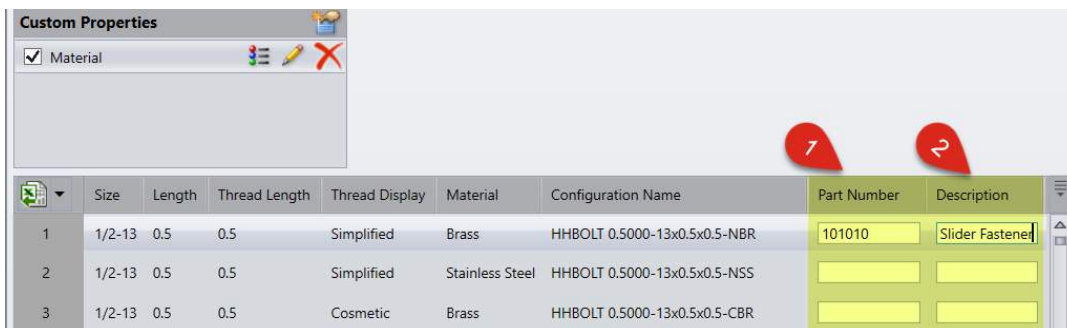 Custom Properties
Material
1 2
Size Length Thread Length Thread Display Material Configuration Name Part Number Description
1 1/2-13 0.5 0.5 Simplified Brass HHBOLT 0.5000-13x0.5x0.5-NBR 101010 Slider Fastener
2 1/2-13 0.5 0.5 Simplified Stainless Steel HHBOLT 0.5000-13x0.5x0.5-NSS
3 1/2-13 0.5 0.5 Cosmetic Brass HHBOLT 0.5000-13x0.5x0.5-CBR